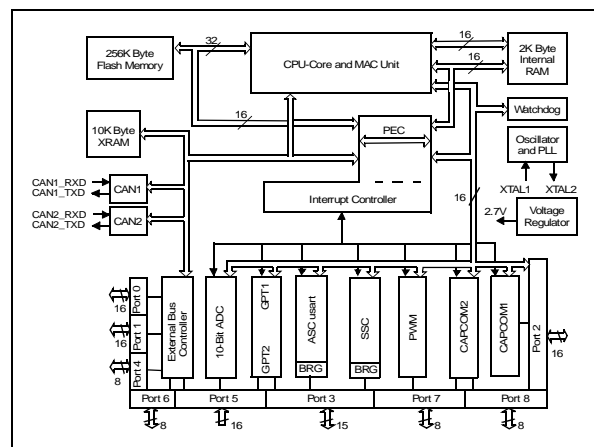 256K Byte
Flash Memory
32
CPU-Core and MAC Unit
16
16
2K Byte
Internal
RAM
16
Watchdog
10K Byte
XRAM
PEC
Oscillator
and PLL
CAN1_RXD
CAN1_TXD
CAN1
Interrupt Controller
16
XTAL1
XTAL2
CAN2_RXD
CAN2_TXD
CAN2
2.7V
Voltage
Regulator
Port 0
16
Port 1
16
Port 4
8
External Bus
Controller
10-Bit ADC
GPT1
GPT2
ASC usart
BRG
SSC
BRG
PWM
CAPCOM2
CAPCOM1
Port 2
16
Port 6
Port 5
Port 3
Port 7
Port 8
8
16
15
8
8